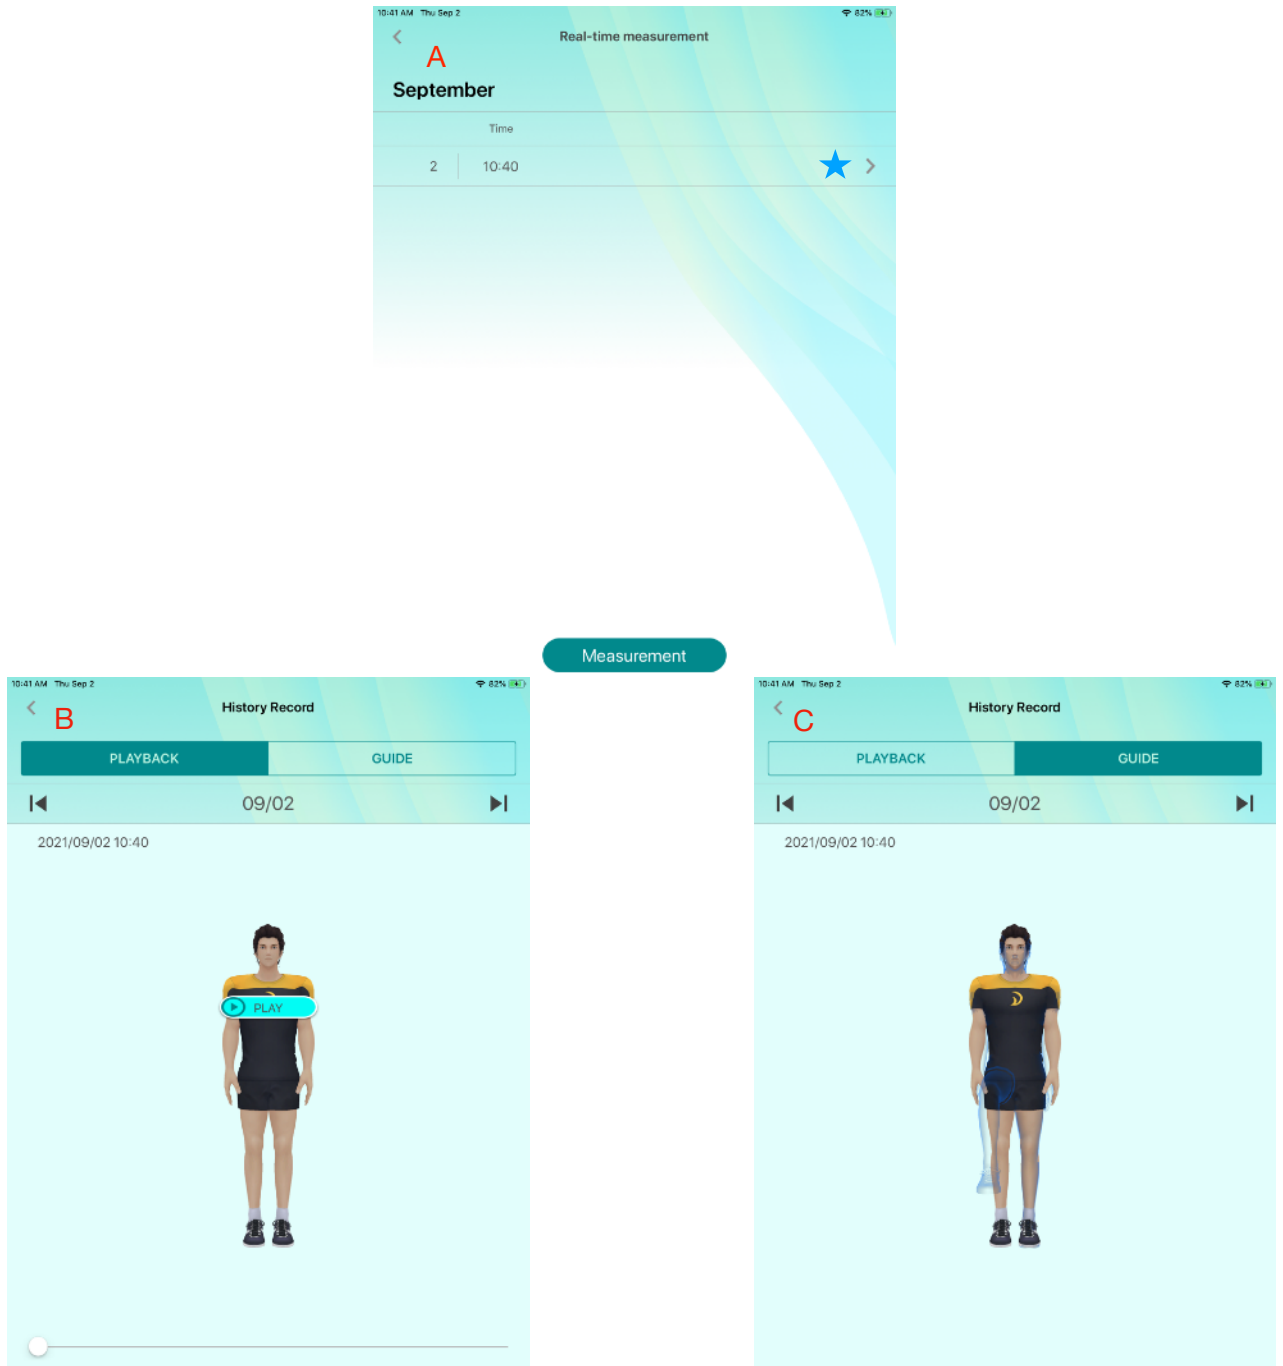 10:41 AM Thu Sep 2
82%
Real-time measurement
A
September
Time
2 10:40
Measurement
10:41 AM Thu Sep 2
82%
B
History Record
PLAYBACK GUIDE
09/02
2021/09/02 10:40
PLAY
10:41 AM Thu Sep 2
82%
C
History Record
PLAYBACK GUIDE
09/02
2021/09/02 10:40